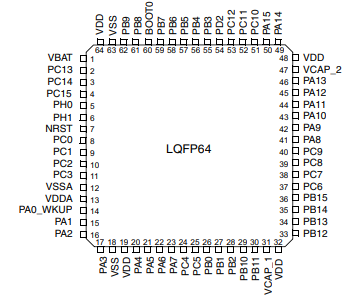 VDD VSS PB9 PB8 BOOT0 PB7 PB6 PB5 PB4 PB3 PD2 PC12 PC11 PC10 PA15 PA14
64 63 62 61 60 59 58 57 56 55 54 53 52 51 50 49
VBAT 1 48 VDD
PC13 2 47 VCAP_2
PC14 3 46 PA13
PC15 4 45 PA12
PH0 5 44 PA11
PH1 6 43 PA10
NRST 7 42 PA9
PC0 8 LQFP64 41 PA8
PC1 9 40 PC9
PC2 10 39 PC8
PC3 11 38 PC7
VSSA 12 37 PC6
VDDA 13 36 PB15
PA0_WKUP 14 35 PB14
PA1 15 34 PB13
PA2 16 33 PB12
17 18 19 20 21 22 23 24 25 26 27 28 29 30 31 32
PA3 VSS VDD PA4 PA5 PA6 PA7 PC4 PC5 PB0 PB1 PB2 PB10 PB11 VCAP_1 VDD